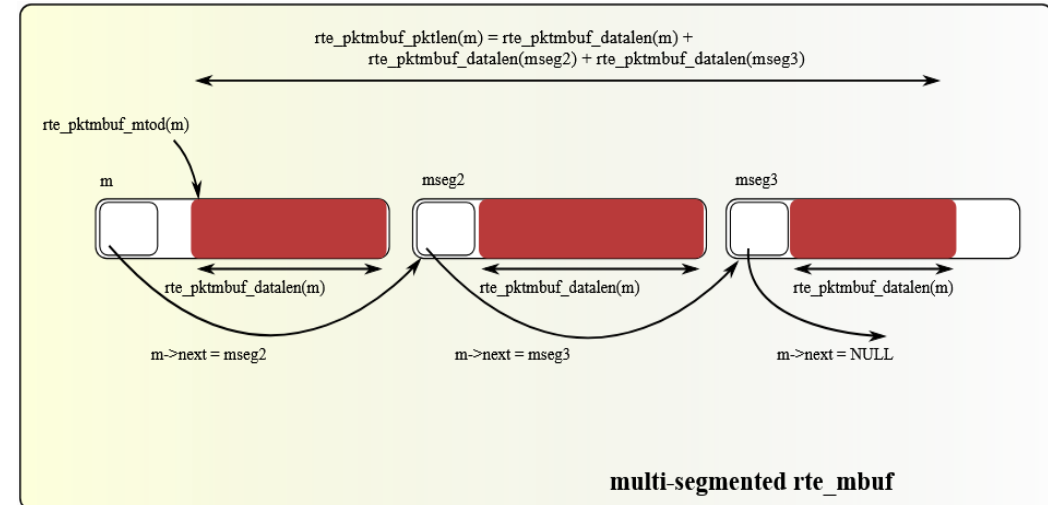 rte_pktmbuf_pktlen(m) = rte_pktmbuf_datalen(m) +
rte_pktmbuf_datalen(mseg2) + rte_pktmbuf_datalen(mseg3)
rte_pktmbuf_mtod(m)
m
mseg2
mseg3
rte_pktmbuf_datalen(m)
rte_pktmbuf_datalen(m)
rte_pktmbuf_datalen(m)
m->next = mseg2
m->next = mseg3
m->next = NULL
multi-segmented rte_mbuf